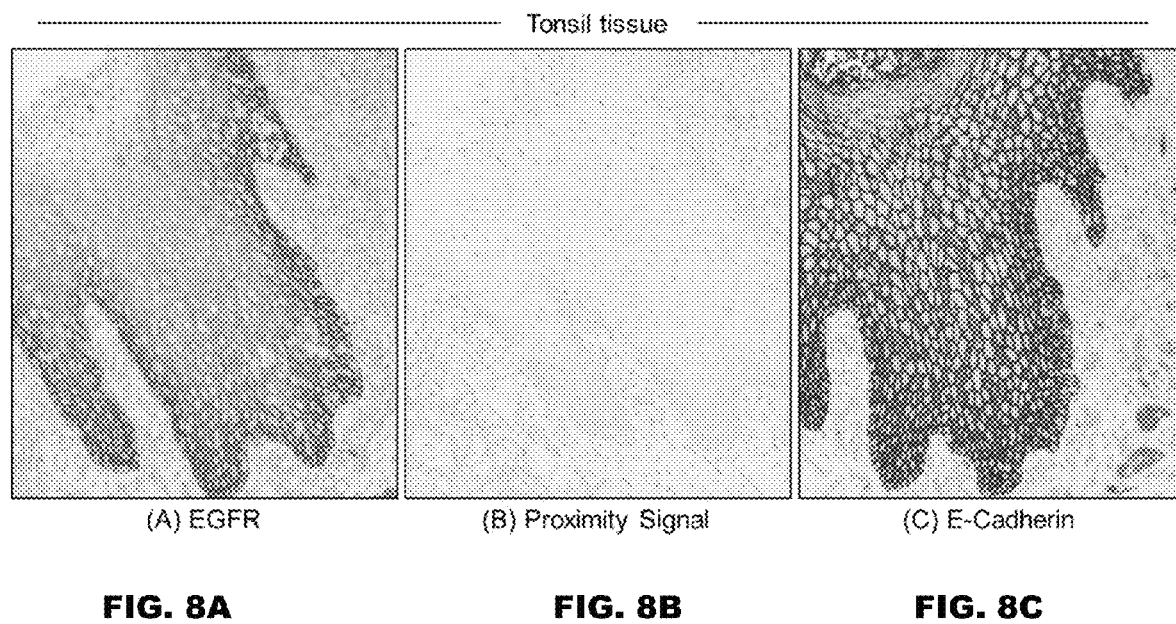 Tonsil tissue
(A) EGFR
(B) Proximity Signal
(C) E-Cadherin
FIG. 8A
FIG. 8B
FIG. 8C